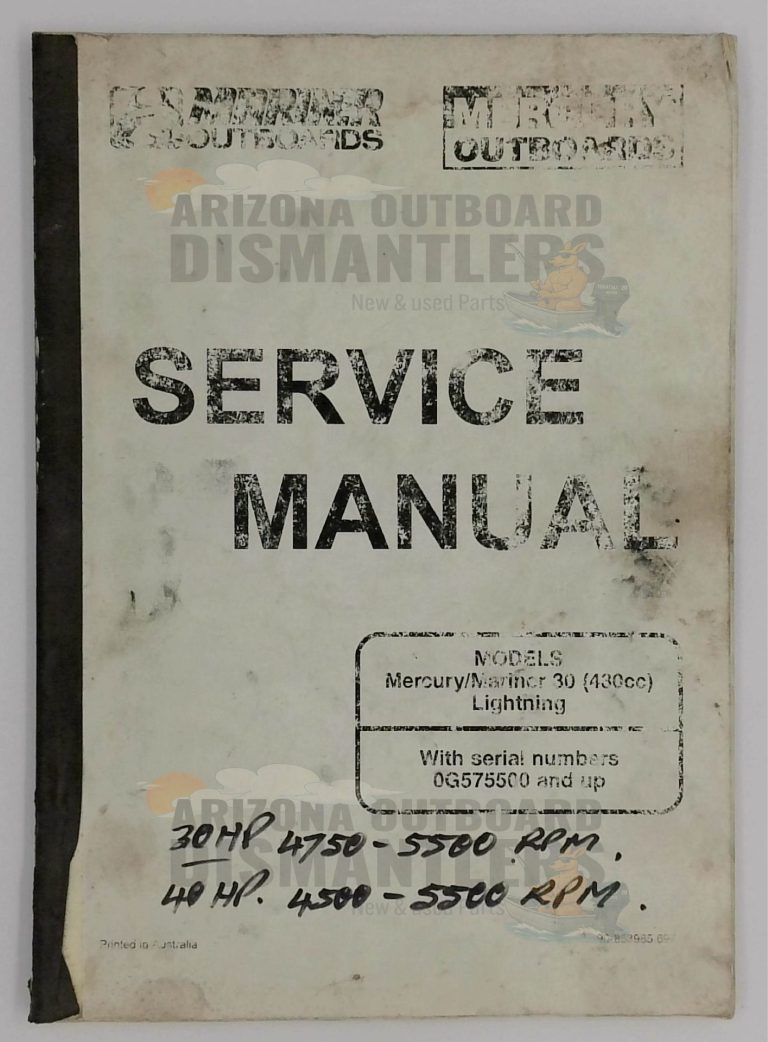 MARINER
OUTBOARDS
MERCURY
OUTBOARDS
ARIZONA OUTBOARD
DISMANTLERS
New & used Parts
SERVICE
MANUAL
MODELS
Mercury/Mariner 30 (430cc)
Lightning
With serial numbers
0G575500 and up
ARIZONA OUTBOARD
30HP 4750-5500 RPM.
DISMANTLERS
40 HP. 4500-5500 RPM.
New & used Parts
Printed in Australia